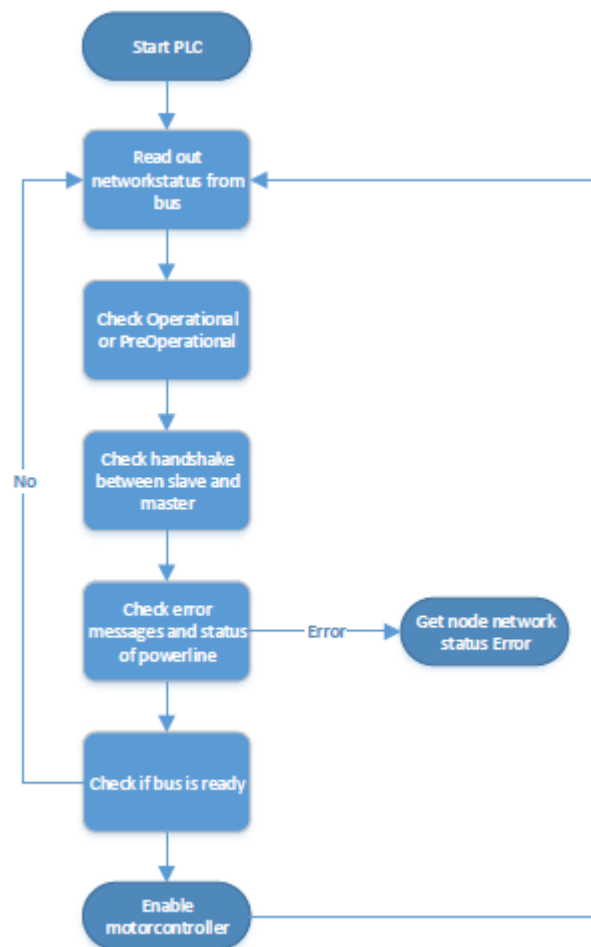 Start PLC
Read out
networkstatus from
bus
Check Operational
or PreOperational
Check handshake
between slave and
master
No
Check error
messages and status
of powerline
Error
Get node network
status Error
Check if bus is ready
Enable
motorcontroller